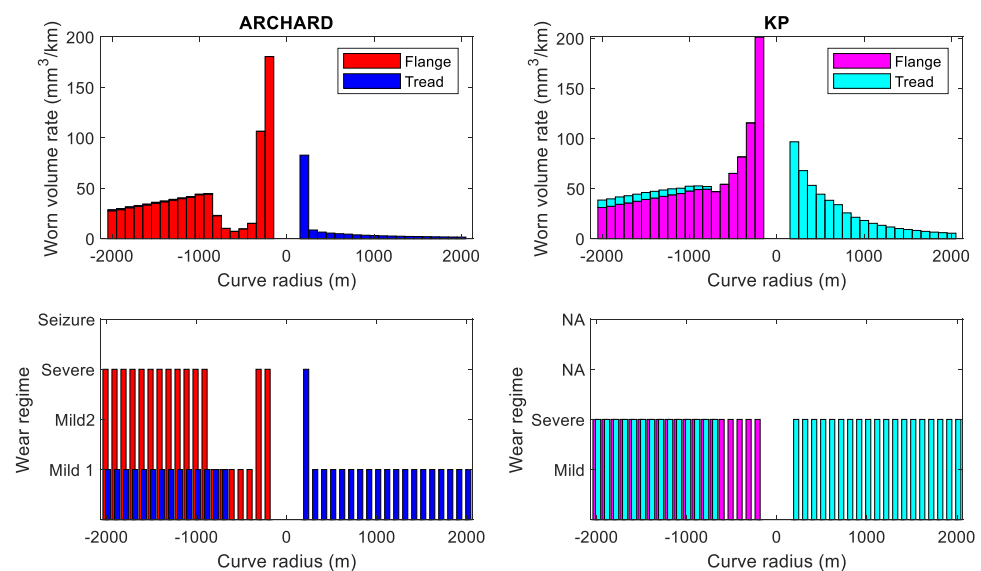 ARCHARD
Worn volume rate (mm³/km)
200
150
100
50
0
Flange
Tread
-2000
-1000
0
1000
2000
Curve radius (m)
KP
Worn volume rate (mm³/km)
200
150
100
50
0
Flange
Tread
-2000
-1000
0
1000
2000
Curve radius (m)
Wear regime
Seizure
Severe
Mild2
Mild 1
-2000
-1000
0
1000
2000
Curve radius (m)
Wear regime
NA
NA
Severe
Mild
-2000
-1000
0
1000
2000
Curve radius (m)